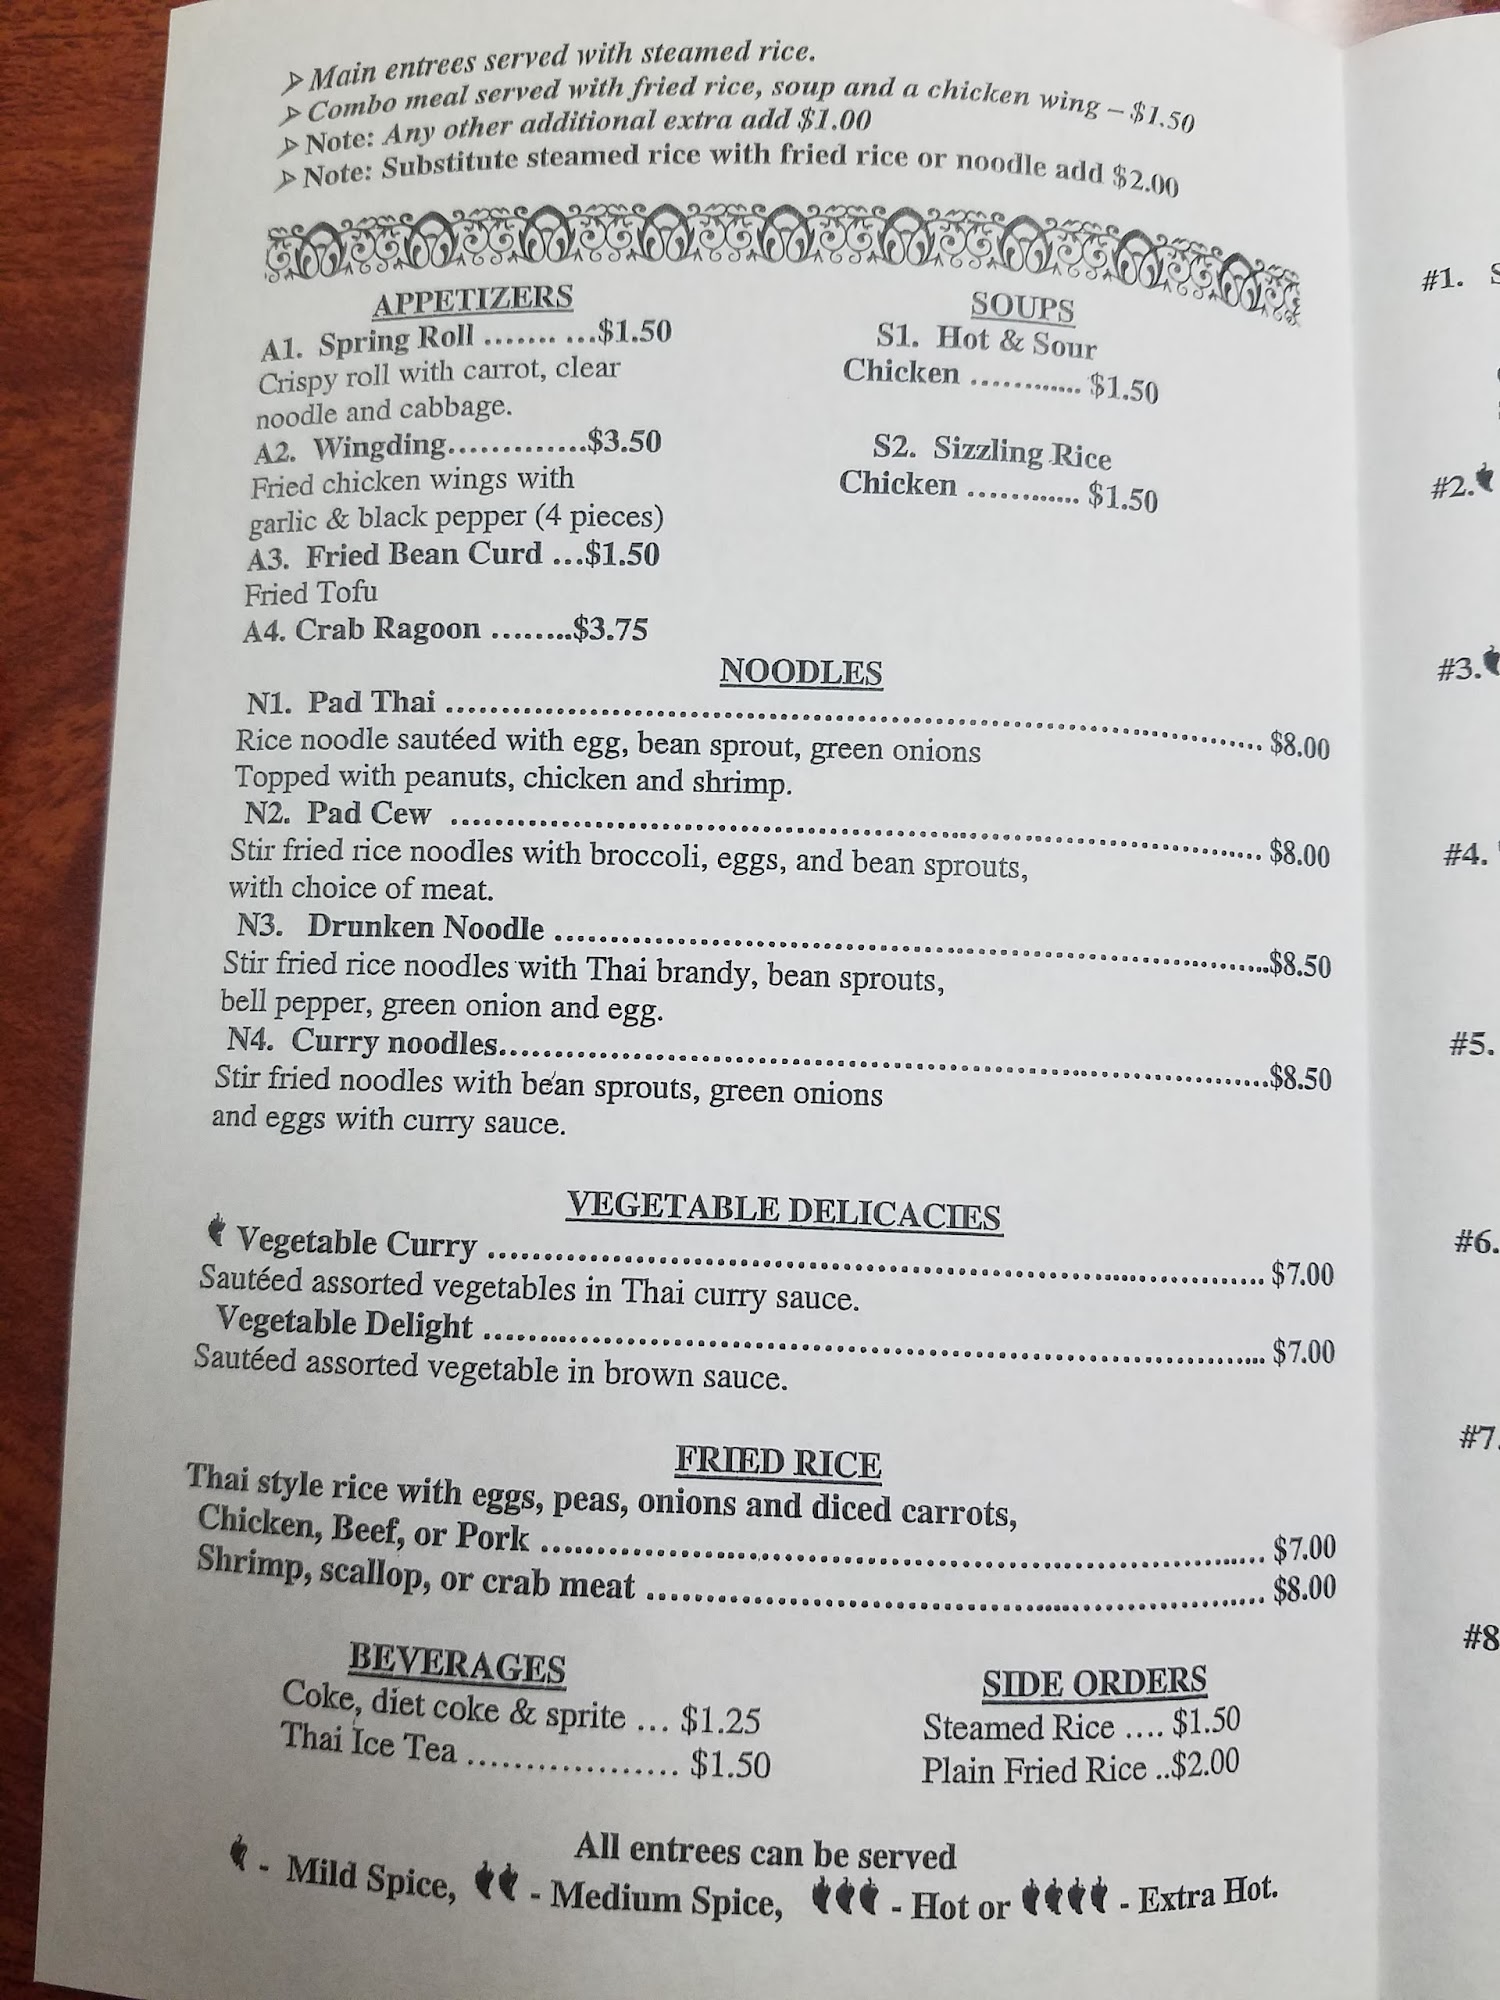 ➢ Main entrees served with steamed rice.
➢ Combo meal served with fried rice, soup and a chicken wing – $1.50
➢ Note: Any other additional extra add $1.00
➢ Note: Substitute steamed rice with fried rice or noodle add $2.00
APPETIZERS
A1. Spring Roll ....... ...$1.50
Crispy roll with carrot, clear
noodle and cabbage.
A2. Wingding.............$3.50
Fried chicken wings with
garlic & black pepper (4 pieces)
A3. Fried Bean Curd ...$1.50
Fried Tofu
A4. Crab Ragoon ........$3.75
SOUPS
S1. Hot & Sour
Chicken ............ $1.50
S2. Sizzling Rice
Chicken ............ $1.50
NOODLES
N1. Pad Thai ........................................ $8.00
Rice noodle sautéed with egg, bean sprout, green onions
Topped with peanuts, chicken and shrimp.
N2. Pad Cew ........................................ $8.00
Stir fried rice noodles with broccoli, eggs, and bean sprouts,
with choice of meat.
N3. Drunken Noodle ........................................$8.50
Stir fried rice noodles with Thai brandy, bean sprouts,
bell pepper, green onion and egg.
N4. Curry noodles........................................$8.50
Stir fried noodles with bean sprouts, green onions
and eggs with curry sauce.
VEGETABLE DELICACIES
Vegetable Curry ........................................ $7.00
Sautéed assorted vegetables in Thai curry sauce.
Vegetable Delight ........................................ $7.00
Sautéed assorted vegetable in brown sauce.
FRIED RICE
Thai style rice with eggs, peas, onions and diced carrots,
Chicken, Beef, or Pork ........................................ $7.00
Shrimp, scallop, or crab meat ........................................ $8.00
BEVERAGES
Coke, diet coke & sprite ... $1.25
Thai Ice Tea ................... $1.50
SIDE ORDERS
Steamed Rice .... $1.50
Plain Fried Rice ..$2.00
All entrees can be served
- Mild Spice, - Medium Spice, - Hot or - Extra Hot.
#1.
#2.
#3.
#4.
#5.
#6.
#7.
#8